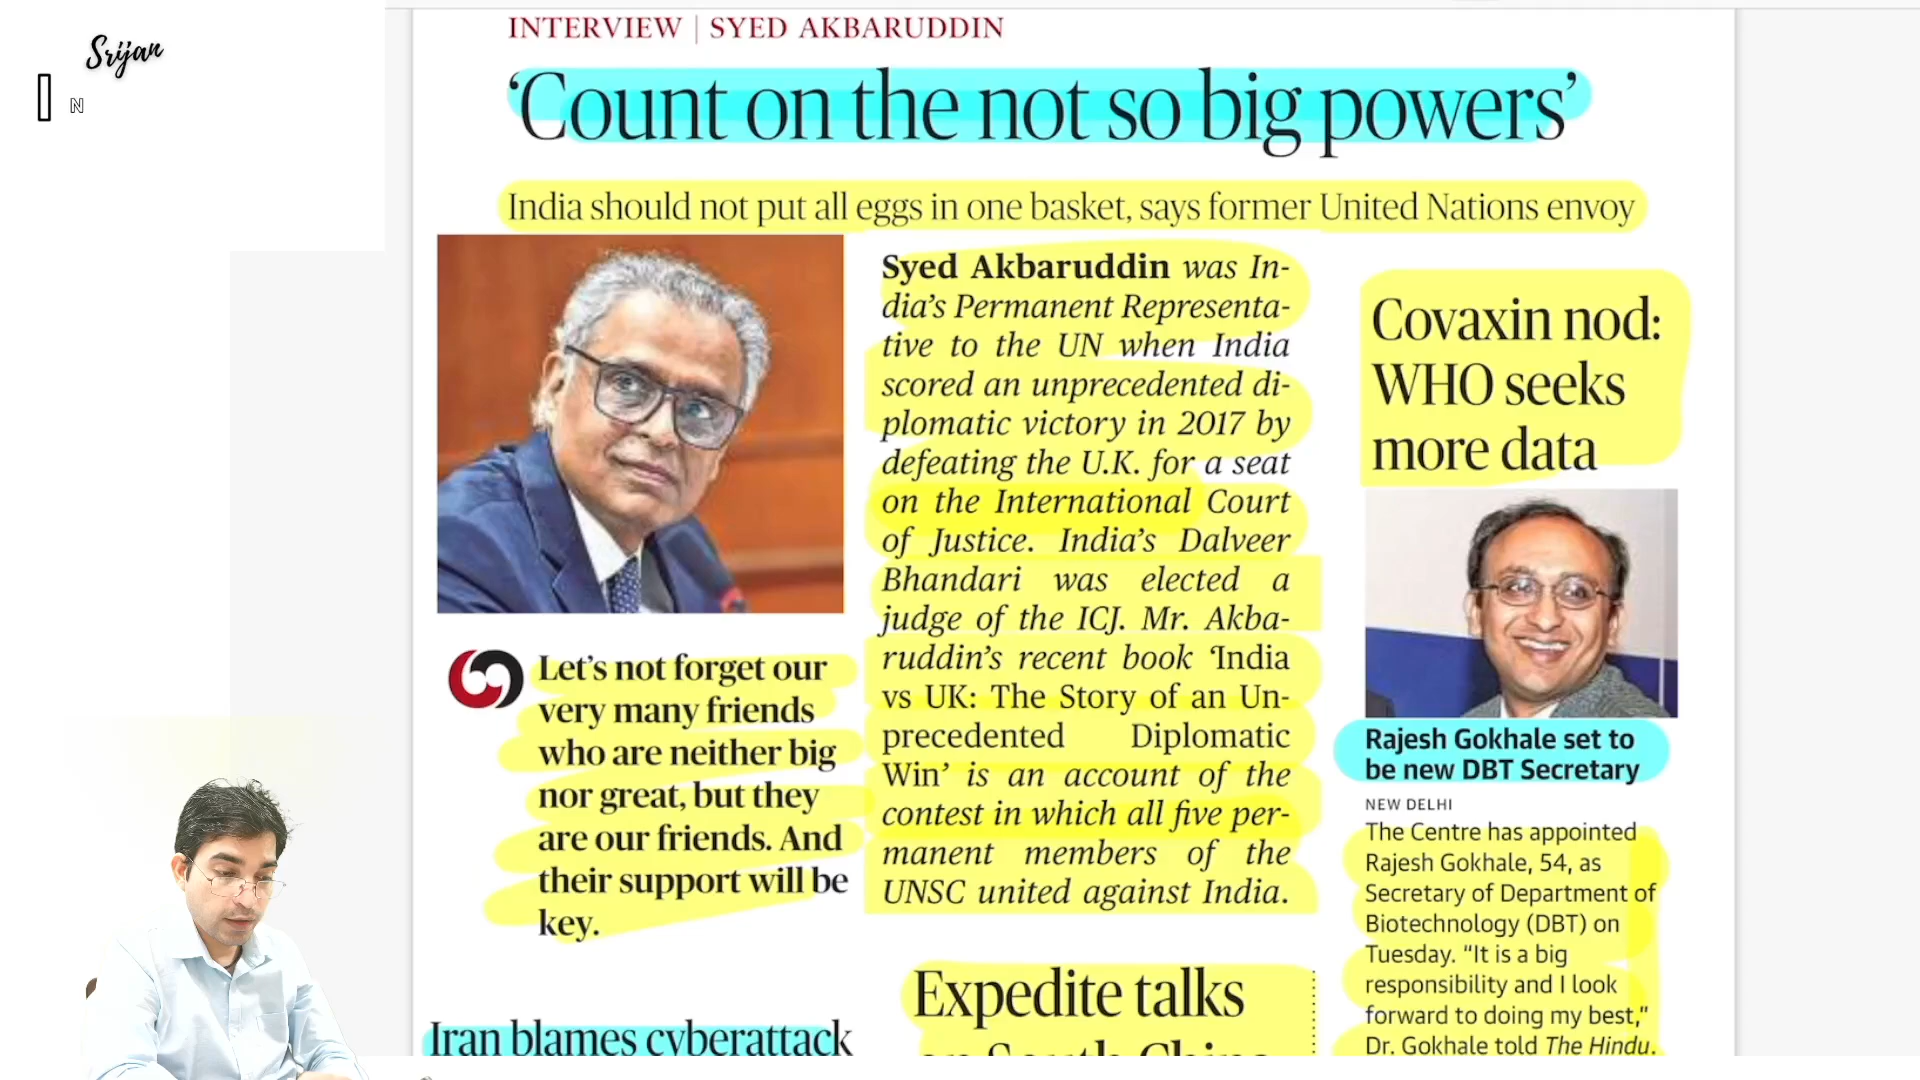 Srijan
IN
INTERVIEW | SYED AKBARUDDIN
‘Count on the not so big powers’
India should not put all eggs in one basket, says former United Nations envoy
Syed Akbaruddin was In-
dia’s Permanent Representa-
tive to the UN when India
scored an unprecedented di-
plomatic victory in 2017 by
defeating the U.K. for a seat
on the International Court
of Justice. India’s Dalveer
Bhandari was elected a
judge of the ICJ. Mr. Akba-
ruddin’s recent book ‘India
vs UK: The Story of an Un-
precedented Diplomatic
Win’ is an account of the
contest in which all five per-
manent members of the
UNSC united against India.
Let’s not forget our
very many friends
who are neither big
nor great, but they
are our friends. And
their support will be
key.
Covaxin nod:
WHO seeks
more data
Rajesh Gokhale set to
be new DBT Secretary
NEW DELHI
The Centre has appointed
Rajesh Gokhale, 54, as
Secretary of Department of
Biotechnology (DBT) on
Tuesday. “It is a big
responsibility and I look
forward to doing my best,”
Dr. Gokhale told The Hindu.
Expedite talks
on South China
Iran blames cyberattack